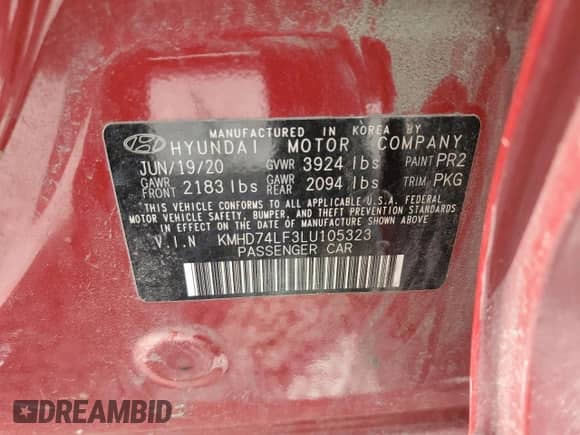 MANUFACTURED IN KOREA BY
HYUNDAI MOTOR COMPANY
JUN/19/20 GVWR 3924 lbs PAINT PR2
GAWR FRONT 2183 lbs GAWR REAR 2094 lbs TRIM PKG
THIS VEHICLE CONFORMS TO ALL APPLICABLE U.S.A. FEDERAL
MOTOR VEHICLE SAFETY, BUMPER, AND THEFT PREVENTION STANDARDS
IN EFFECT ON THE DATE OF MANUFACTURE SHOWN ABOVE.
V.I.N KMHD74LF3LU105323
PASSENGER CAR
DREAMBID